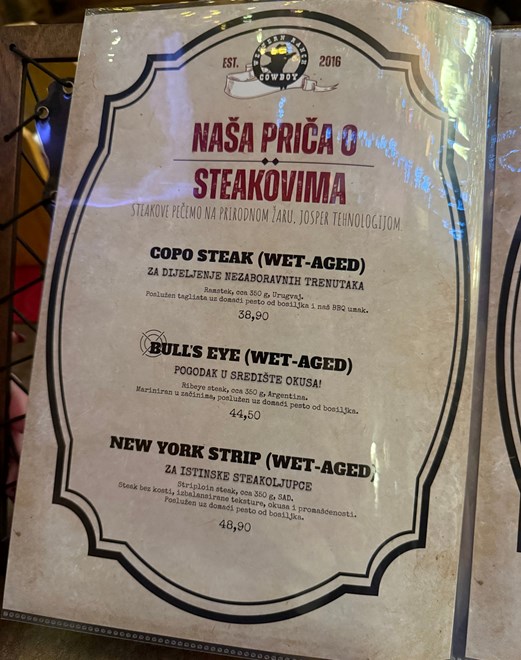 WESTERN RANCH
EST. 2016
COWBOY
NAŠA PRIČA O
STEAKOVIMA
STEAKOVE PEČEMO NA PRIRODNOM ŽARU, JOSPER TEHNOLOGIJOM
COPO STEAK (WET-AGED)
ZA DIJELJENJE NEZABORAVNIH TRENUTAKA
Ramstek, cca 350 g, Urugvaj.
Poslužen tagliata uz domaći pesto od bosiljka i naš BBQ umak.
38,90
BULL'S EYE (WET-AGED)
POGODAK U SREDIŠTE OKUSA!
Ribeye steak, cca 350 g, Argentina.
Mariniran u začinima, poslužen uz domaći pesto od bosiljka.
44,50
NEW YORK STRIP (WET-AGED)
ZA ISTINSKE STEAKOLJUPCE
Striploin steak, cca 350 g, SAD.
Steak bez kosti, izbalansirane teksture, okusa i promašćenosti.
Poslužen uz domaći pesto od bosiljka.
48,90